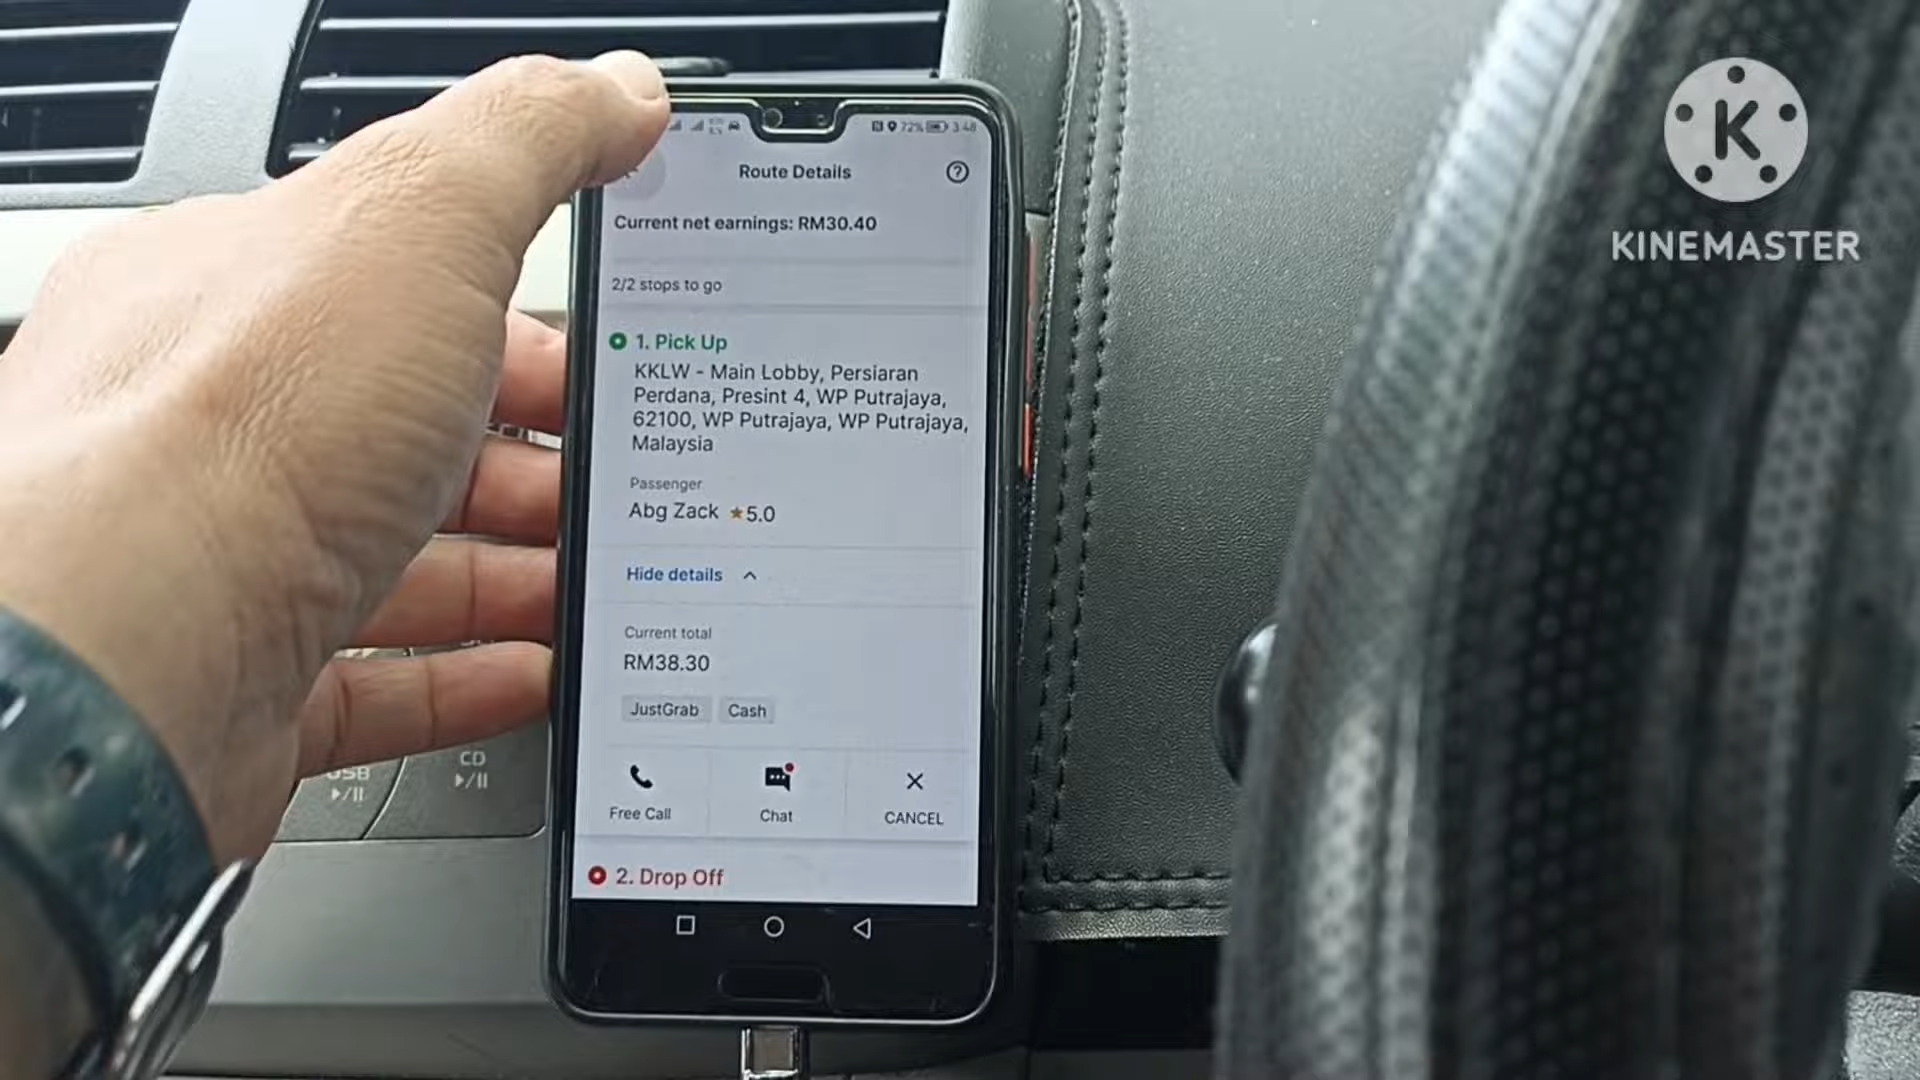 72% 3:48
Route Details
Current net earnings: RM30.40
2/2 stops to go
1. Pick Up
KKLW - Main Lobby, Persiaran
Perdana, Presint 4, WP Putrajaya,
62100, WP Putrajaya, WP Putrajaya,
Malaysia
Passenger
Abg Zack ★5.0
Hide details
Current total
RM38.30
JustGrab Cash
Free Call Chat CANCEL
2. Drop Off
USB CD
K
KINEMASTER